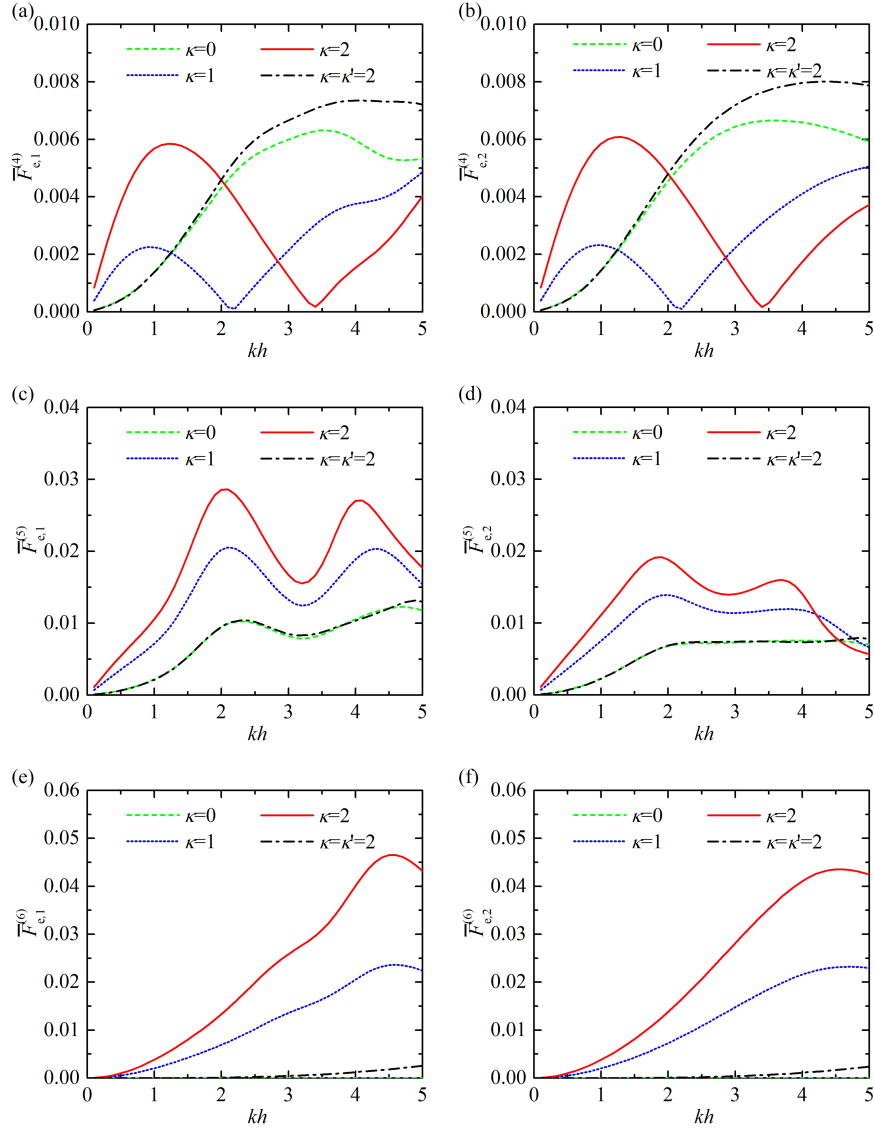 (a)
0.010
0.008
0.006
0.004
0.002
0.000
F̅e,1(4)
κ=0
κ=2
κ=1
κ=κ'=2
0 1 2 3 4 5
kh
(b)
0.010
0.008
0.006
0.004
0.002
0.000
F̅e,2(4)
κ=0
κ=2
κ=1
κ=κ'=2
0 1 2 3 4 5
kh
(c)
0.04
0.03
0.02
0.01
0.00
F̅e,1(5)
κ=0
κ=2
κ=1
κ=κ'=2
0 1 2 3 4 5
kh
(d)
0.04
0.03
0.02
0.01
0.00
F̅e,2(5)
κ=0
κ=2
κ=1
κ=κ'=2
0 1 2 3 4 5
kh
(e)
0.06
0.05
0.04
0.03
0.02
0.01
0.00
F̅e,1(6)
κ=0
κ=2
κ=1
κ=κ'=2
0 1 2 3 4 5
kh
(f)
0.06
0.05
0.04
0.03
0.02
0.01
0.00
F̅e,2(6)
κ=0
κ=2
κ=1
κ=κ'=2
0 1 2 3 4 5
kh